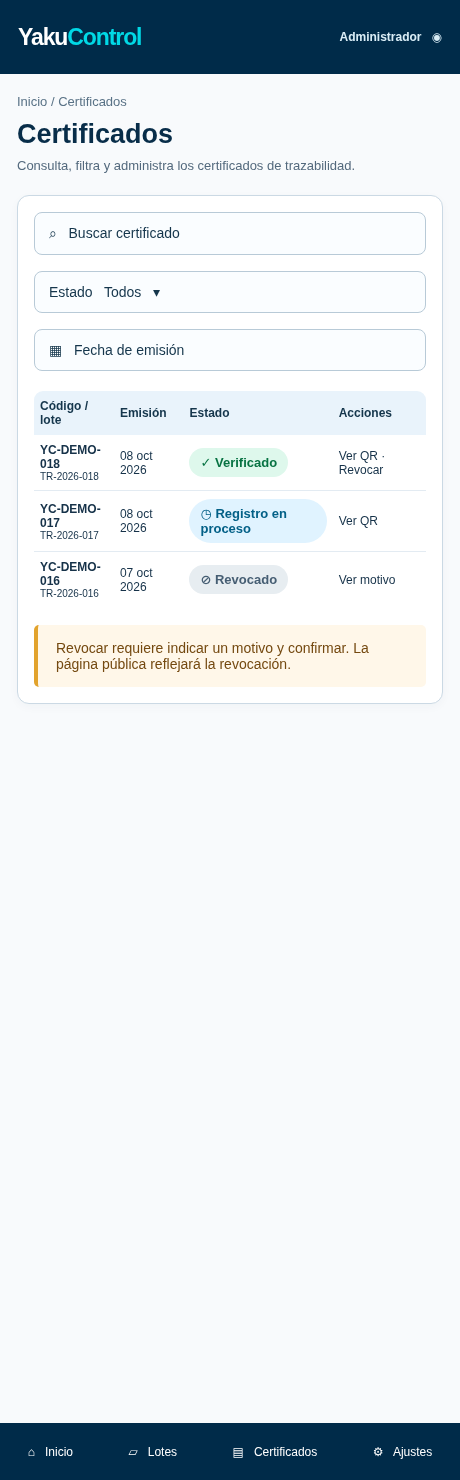 YakuControl
Administrador ◉
Inicio / Certificados
Certificados
Consulta, filtra y administra los certificados de trazabilidad.
⌕ Buscar certificado
Estado Todos ▾
▦ Fecha de emisión
Código / lote Emisión Estado Acciones
YC-DEMO-018
TR-2026-018
08 oct 2026
✓ Verificado
Ver QR · Revocar
YC-DEMO-017
TR-2026-017
08 oct 2026
◷ Registro en proceso
Ver QR
YC-DEMO-016
TR-2026-016
07 oct 2026
⊘ Revocado
Ver motivo
Revocar requiere indicar un motivo y confirmar. La
página pública reflejará la revocación.
⌂ Inicio ▱ Lotes ▤ Certificados ⚙ Ajustes